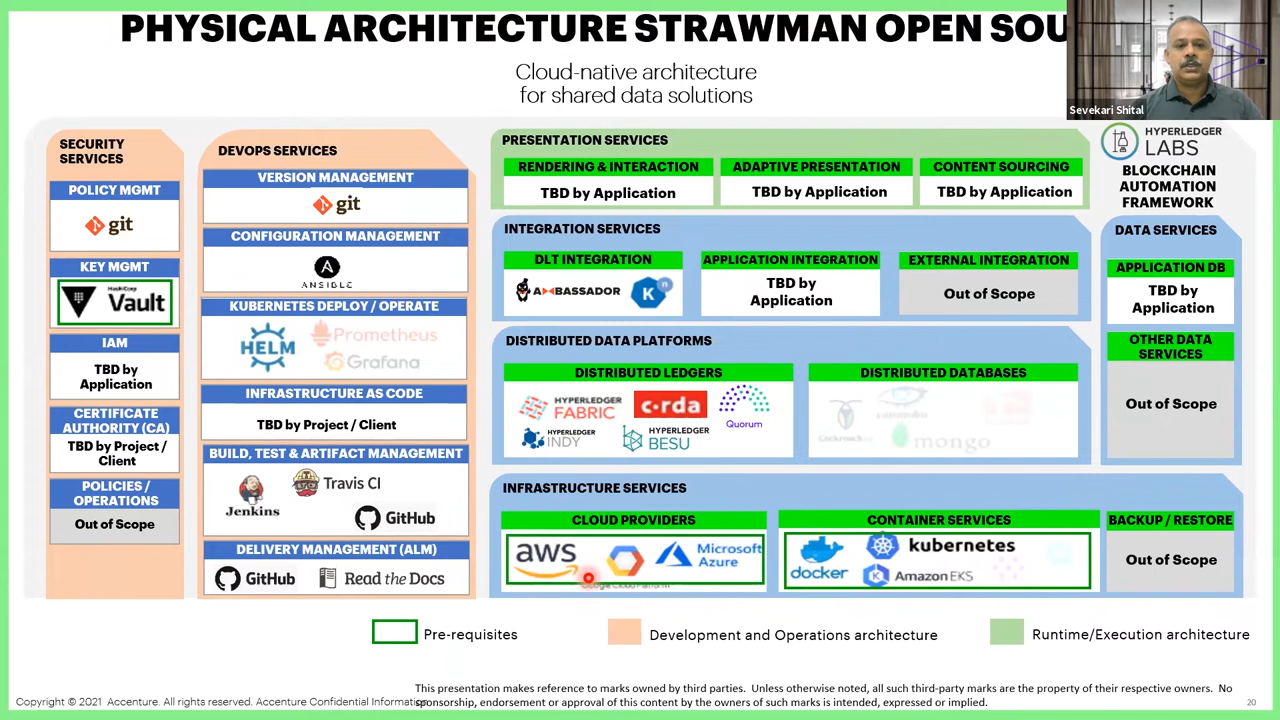 PHYSICAL ARCHITECTURE STRAWMAN OPEN SOU
Cloud-native architecture
for shared data solutions
Sevekari Shital
SECURITY
SERVICES
POLICY MGMT
git
KEY MGMT
HashiCorp
Vault
IAM
TBD by
Application
CERTIFICATE
AUTHORITY (CA)
TBD by Project /
Client
POLICIES /
OPERATIONS
Out of Scope
DEVOPS SERVICES
VERSION MANAGEMENT
git
CONFIGURATION MANAGEMENT
ANSIBLE
KUBERNETES DEPLOY / OPERATE
HELM
Prometheus
Grafana
INFRASTRUCTURE AS CODE
TBD by Project / Client
BUILD, TEST & ARTIFACT MANAGEMENT
Jenkins
Travis CI
GitHub
DELIVERY MANAGEMENT (ALM)
GitHub
Read the Docs
PRESENTATION SERVICES
RENDERING & INTERACTION
TBD by Application
ADAPTIVE PRESENTATION
TBD by Application
CONTENT SOURCING
TBD by Application
INTEGRATION SERVICES
DLT INTEGRATION
AMBASSADOR
K
n
APPLICATION INTEGRATION
TBD by
Application
EXTERNAL INTEGRATION
Out of Scope
DISTRIBUTED DATA PLATFORMS
DISTRIBUTED LEDGERS
HYPERLEDGER
FABRIC
c·rda
Quorum
HYPERLEDGER
INDY
HYPERLEDGER
BESU
DISTRIBUTED DATABASES
mongo
INFRASTRUCTURE SERVICES
CLOUD PROVIDERS
aws
Microsoft
Azure
Google Cloud Platform
CONTAINER SERVICES
docker
kubernetes
Amazon EKS
BACKUP / RESTORE
Out of Scope
HYPERLEDGER
LABS
BLOCKCHAIN
AUTOMATION
FRAMEWORK
DATA SERVICES
APPLICATION DB
TBD by
Application
OTHER DATA
SERVICES
Out of Scope
Pre-requisites
Development and Operations architecture
Runtime/Execution architecture
This presentation makes reference to marks owned by third parties. Unless otherwise noted, all such third-party marks are the property of their respective owners. No
sponsorship, endorsement or approval of this content by the owners of such marks is intended, expressed or implied.
Copyright © 2021 Accenture. All rights reserved. Accenture Confidential Information
20